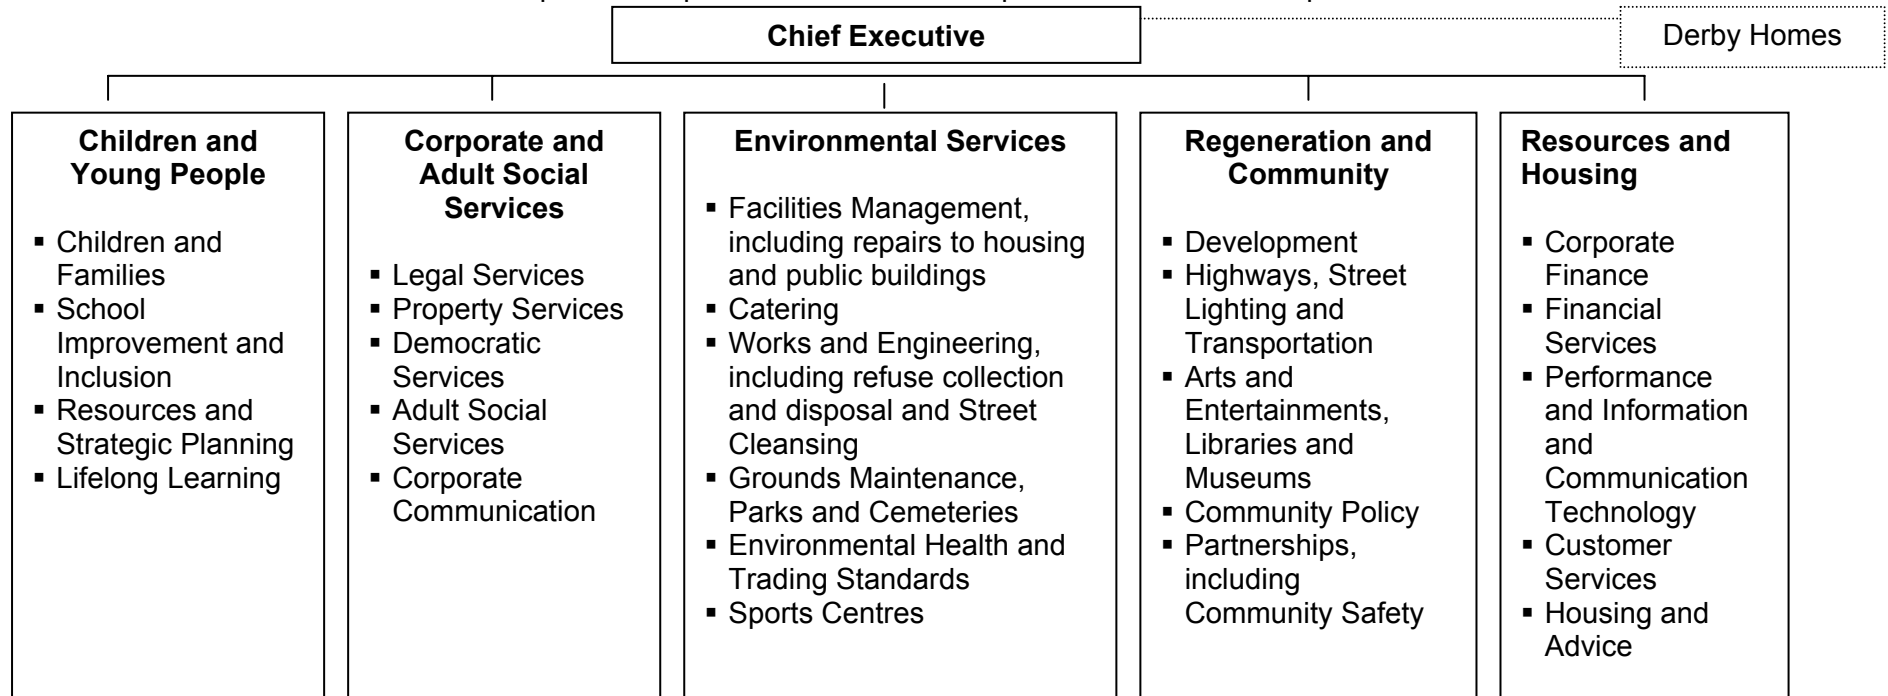 Chief Executive
Derby Homes
Children and
Young People
▪ Children and
Families
▪ School
Improvement and
Inclusion
▪ Resources and
Strategic Planning
▪ Lifelong Learning
Corporate and
Adult Social
Services
▪ Legal Services
▪ Property Services
▪ Democratic
Services
▪ Adult Social
Services
▪ Corporate
Communication
Environmental Services
▪ Facilities Management,
including repairs to housing
and public buildings
▪ Catering
▪ Works and Engineering,
including refuse collection
and disposal and Street
Cleansing
▪ Grounds Maintenance,
Parks and Cemeteries
▪ Environmental Health and
Trading Standards
▪ Sports Centres
Regeneration and
Community
▪ Development
▪ Highways, Street
Lighting and
Transportation
▪ Arts and
Entertainments,
Libraries and
Museums
▪ Community Policy
▪ Partnerships,
including
Community Safety
Resources and
Housing
▪ Corporate
Finance
▪ Financial
Services
▪ Performance
and Information
and
Communication
Technology
▪ Customer
Services
▪ Housing and
Advice